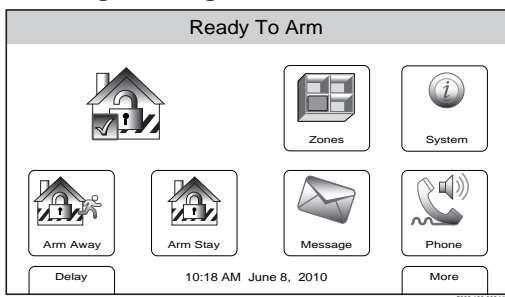 Ready To Arm
Zones
System
Arm Away
Arm Stay
Message
Phone
Delay
10:18 AM June 8, 2010
More